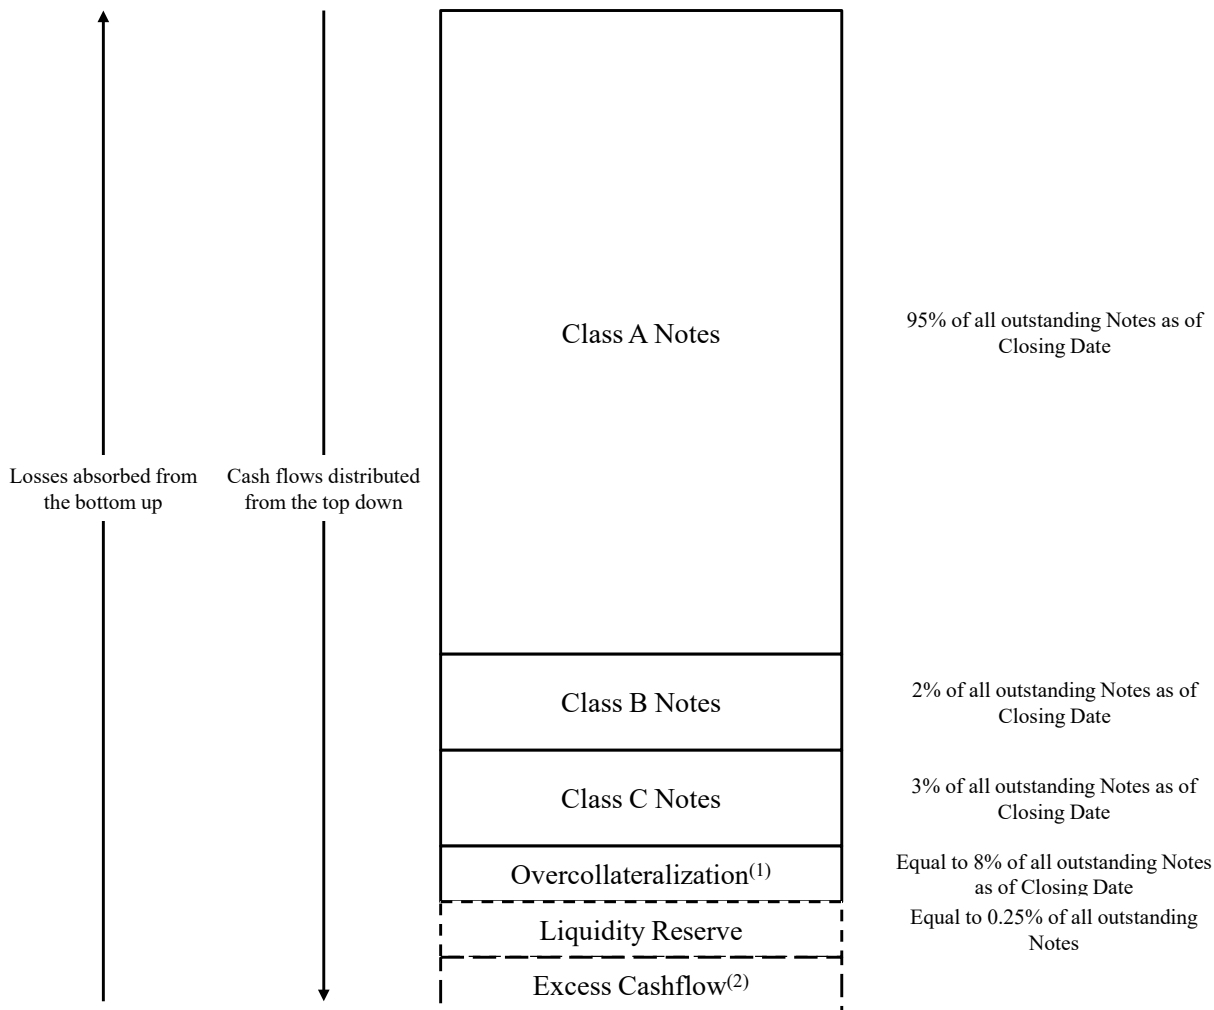 Class A Notes
95% of all outstanding Notes as of
Closing Date
Losses absorbed from
the bottom up
Cash flows distributed
from the top down
Class B Notes
2% of all outstanding Notes as of
Closing Date
Class C Notes
3% of all outstanding Notes as of
Closing Date
Overcollateralization(1)
Equal to 8% of all outstanding Notes
as of Closing Date
Liquidity Reserve
Equal to 0.25% of all outstanding
Notes
Excess Cashflow(2)